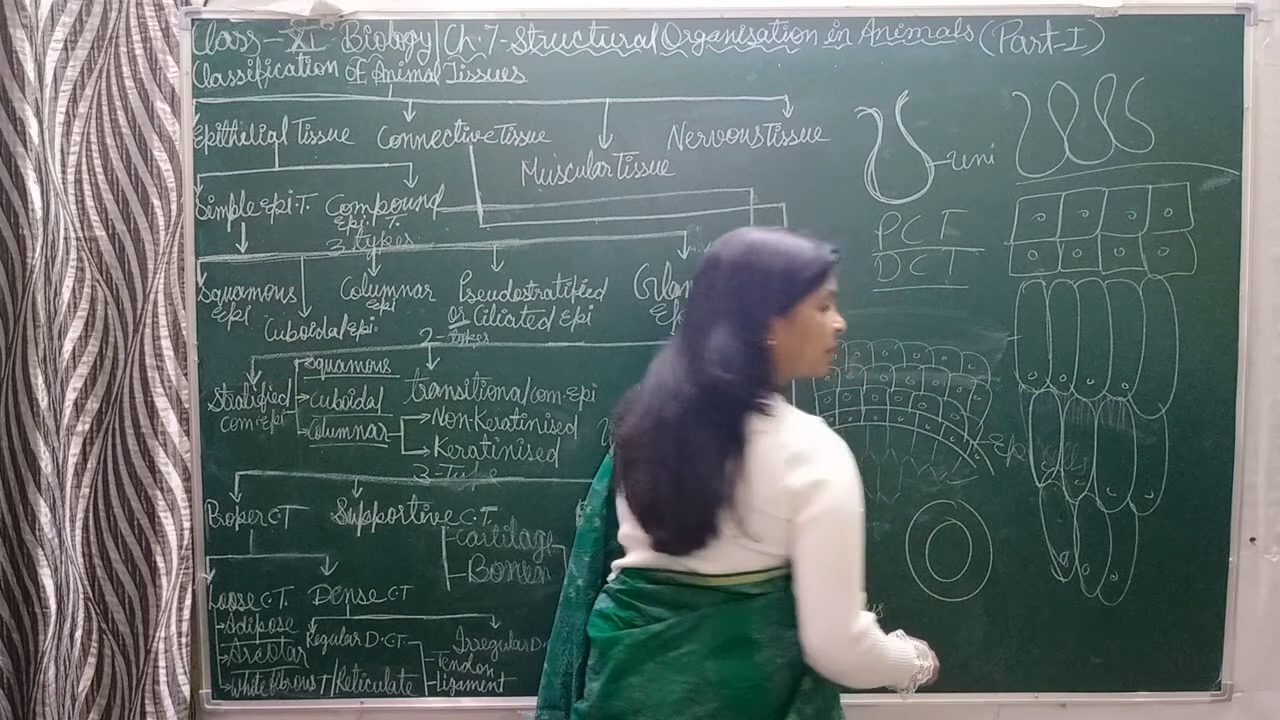 Class - XI Biology/Ch.7-Structural Organisation in Animals (Part-I)
Classification Of Animal Tissues
Epithelial Tissue Connective Tissue Nervous Tissue
Muscular Tissue
Simple epi.T. Compound
Epi.T.
3 types
Squamous
epi
Columnar
Epi
Pseudostratified
or Ciliated Epi
Cuboidal Epi.
2-types
Stratified
com·epi
Squamous
Cuboidal
Columnar
transitional com·epi
Non-Keratinised
Keratinised
3-Type
Proper CT Supportive C.T.
Cartilage
Bones
Loose C.T. Dense CT
Adipose
Areolar
White fibrous T/Reticulate
Regular D.C.T.
Irregular D.
Tendon
Ligament
Uni
PCT
DCT